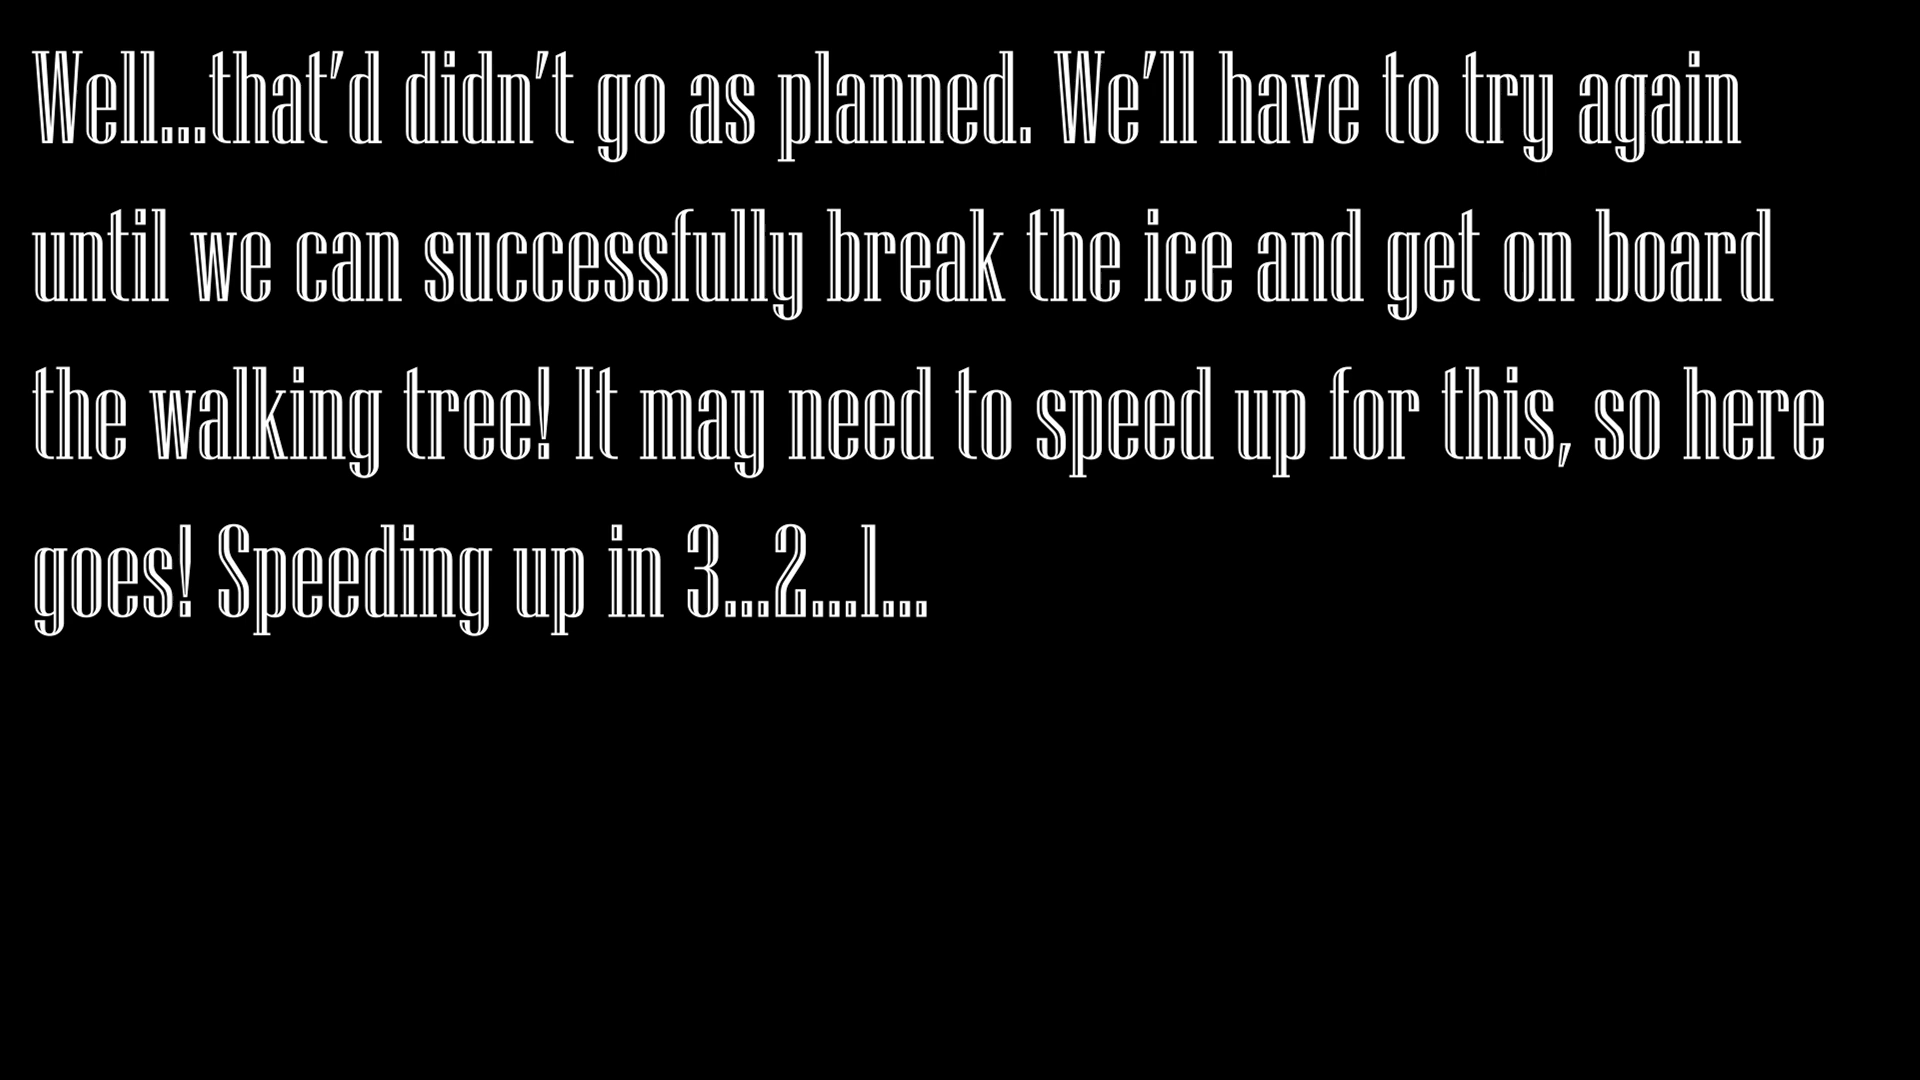 Well...that'd didn't go as planned. We'll have to try again
until we can successfully break the ice and get on board
the walking tree! It may need to speed up for this, so here
goes! Speeding up in 3...2...1...